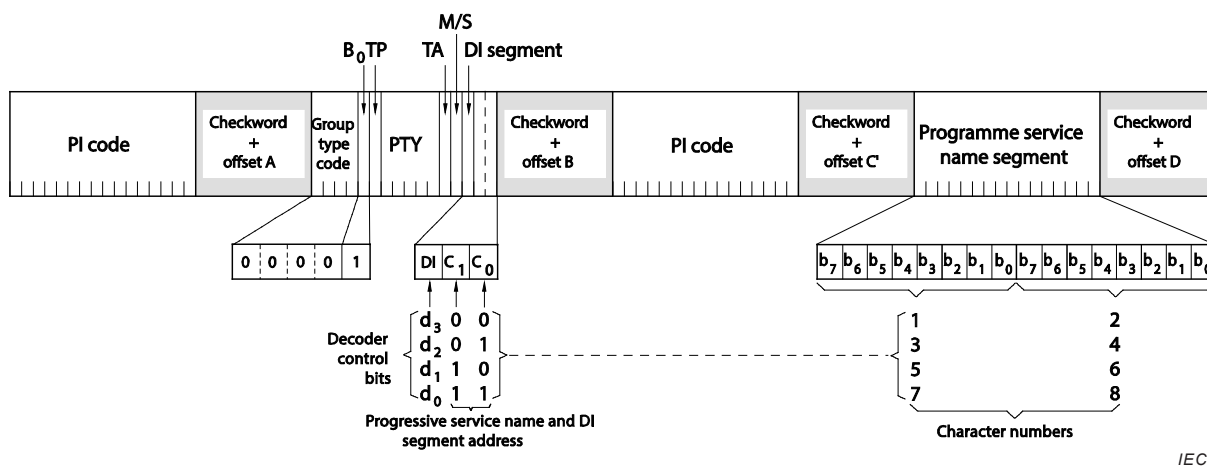 M/S
B0TP TA DI segment
PI code
Checkword
+
offset A
Group
type
code
PTY
Checkword
+
offset B
PI code
Checkword
+
offset C'
Programme service
name segment
Checkword
+
offset D
0 0 0 0 1
DI C1 C0
b7 b6 b5 b4 b3 b2 b1 b0 b7 b6 b5 b4 b3 b2 b1 b0
Decoder
control
bits
d3 0 0
d2 0 1
d1 1 0
d0 1 1
1 2
3 4
5 6
7 8
Progressive service name and DI
segment address
Character numbers
IEC